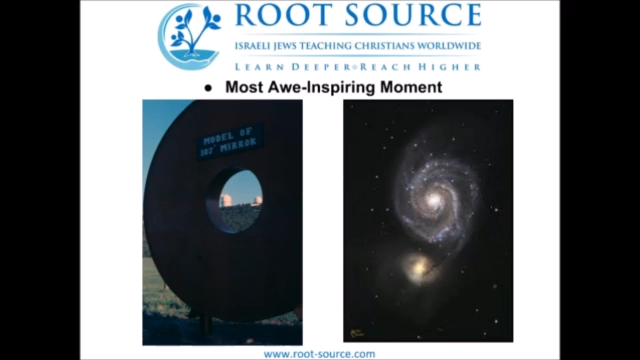 ROOT SOURCE
ISRAELI JEWS TEACHING CHRISTIANS WORLDWIDE
LEARN DEEPER REACH HIGHER
• Most Awe-Inspiring Moment
MODEL OF
107" MIRROR
www.root-source.com